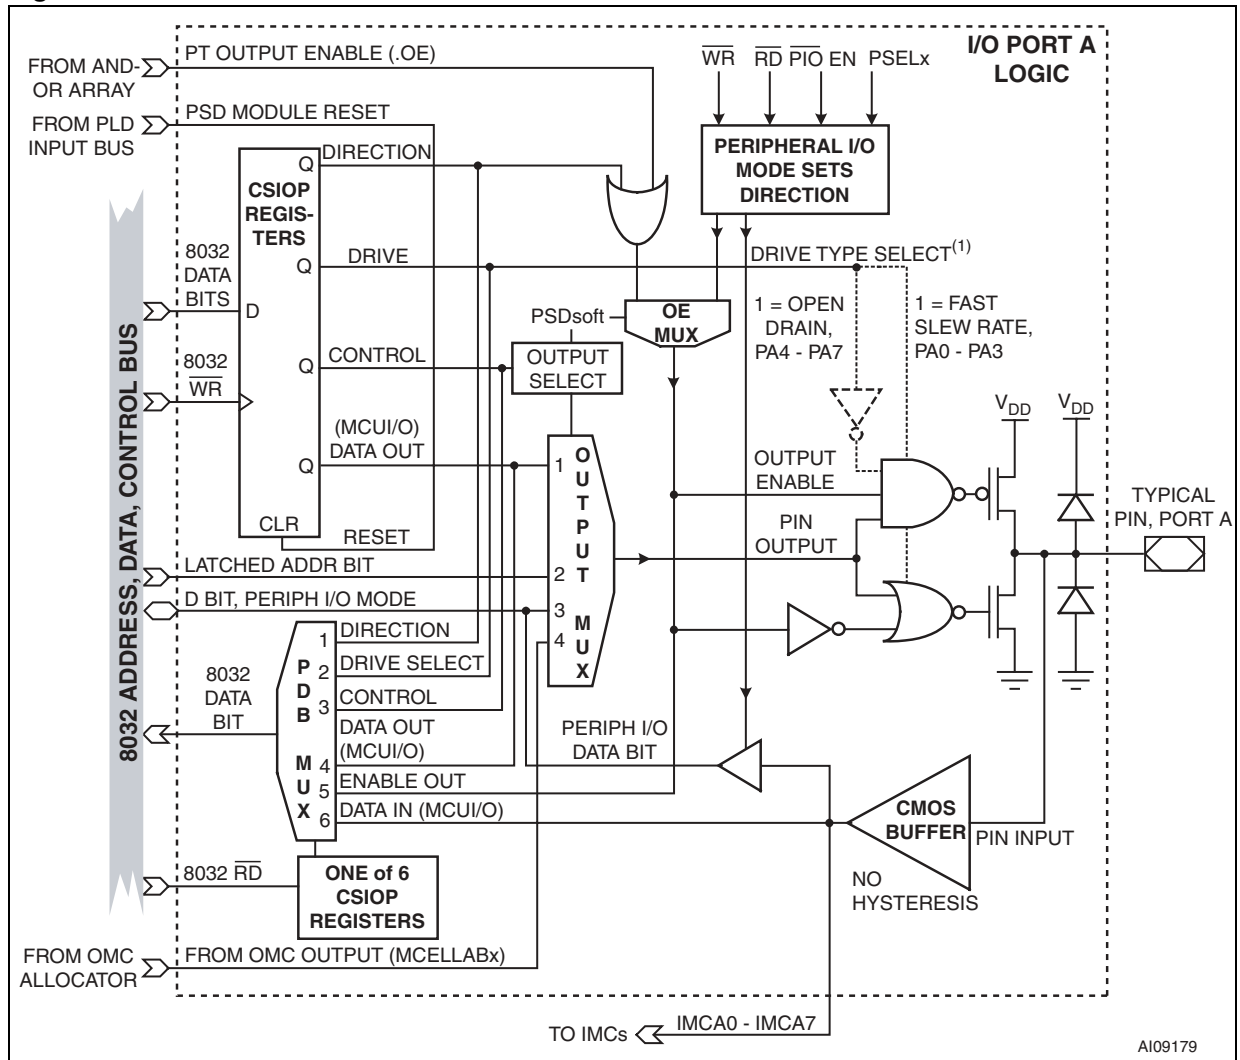 I/O PORT A
LOGIC
FROM AND-
OR ARRAY
PT OUTPUT ENABLE (.OE)
WR RD PIO EN PSELx
FROM PLD
INPUT BUS
PSD MODULE RESET
PERIPHERAL I/O
MODE SETS
DIRECTION
Q
DIRECTION
CSIOP
REGIS-
TERS
8032
DATA
BITS
D
Q
DRIVE
DRIVE TYPE SELECT(1)
1 = OPEN
DRAIN,
PA4 - PA7
1 = FAST
SLEW RATE,
PA0 - PA3
PSDsoft
OE
MUX
8032
WR
Q
CONTROL
OUTPUT
SELECT
VDD
VDD
(MCUI/O)
DATA OUT
Q
1
OUTPUT MUX
OUTPUT
ENABLE
TYPICAL
PIN, PORT A
CLR
RESET
PIN
OUTPUT
8032 ADDRESS, DATA, CONTROL BUS
LATCHED ADDR BIT
2
D BIT, PERIPH I/O MODE
3
4
8032
DATA
BIT
PDB MUX
1
DIRECTION
2
DRIVE SELECT
3
CONTROL
DATA OUT
(MCUI/O)
4
5
ENABLE OUT
6
DATA IN (MCUI/O)
PERIPH I/O
DATA BIT
CMOS
BUFFER
PIN INPUT
NO
HYSTERESIS
8032 RD
ONE of 6
CSIOP
REGISTERS
FROM OMC
ALLOCATOR
FROM OMC OUTPUT (MCELLABx)
TO IMCs
IMCA0 - IMCA7
AI09179